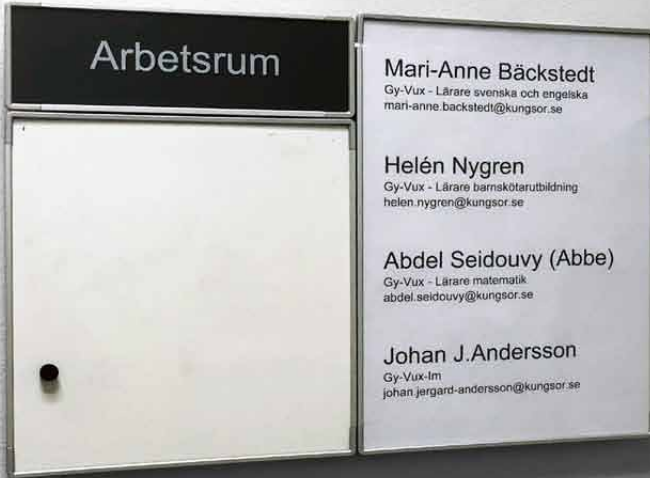 Arbetsrum
Mari-Anne Bäckstedt
Gy-Vux - Lärare svenska och engelska
mari-anne.backstedt@kungsor.se
Helén Nygren
Gy-Vux - Lärare barnskötarutbildning
helen.nygren@kungsor.se
Abdel Seidouvy (Abbe)
Gy-Vux - Lärare matematik
abdel.seidouvy@kungsor.se
Johan J.Andersson
Gy-Vux-Im
johan.jergard-andersson@kungsor.se